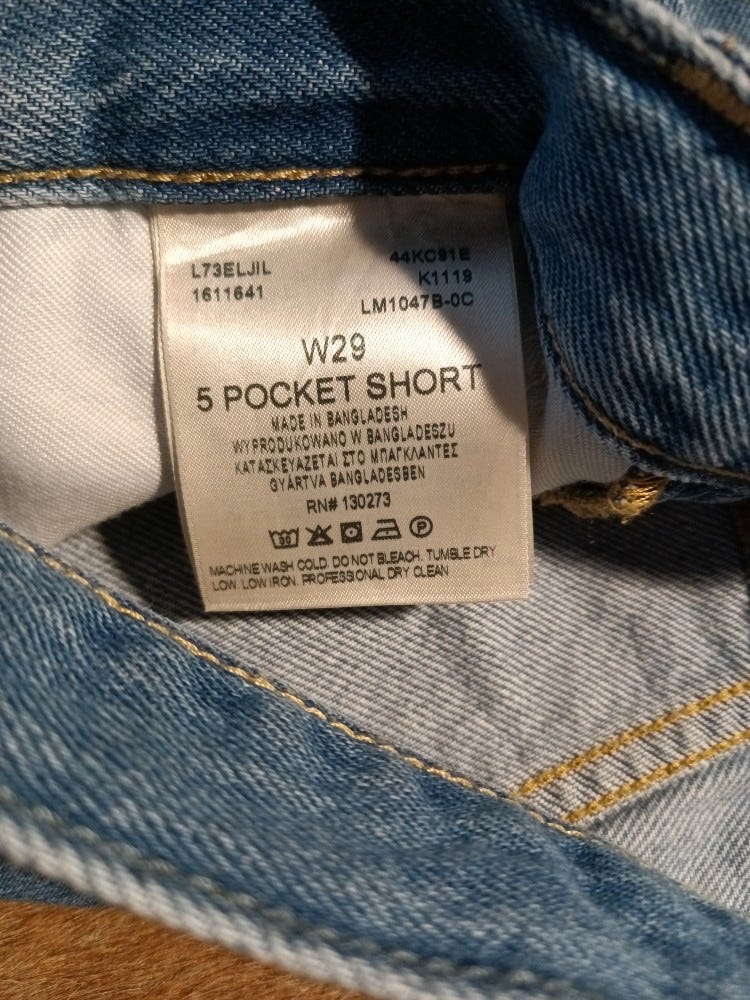 L73ELJIL 44KC91E
1611641 K1119
LM1047B-0C
W29
5 POCKET SHORT
MADE IN BANGLADESH
WYPRODUKOWANO W BANGLADESZU
ΚΑΤΑΣΚΕΥΑΖΕΤΑΙ ΣΤΟ ΜΠΑΓΚΛΑΝΤΕΣ
GYÁRTVA BANGLADESBEN
RN# 130273
P
MACHINE WASH COLD. DO NOT BLEACH. TUMBLE DRY
LOW. LOW IRON. PROFESSIONAL DRY CLEAN